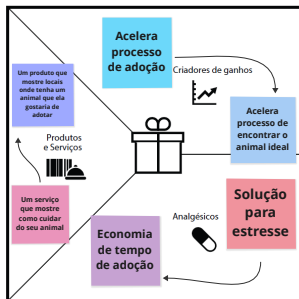 Acelera
processo
de adoção
Criadores de ganhos
Um produto que
mostre locais
onde tenha um
animal que ela
gostaria de
adotar
Acelera
processo de
encontrar o
animal ideal
Produtos
e Serviços
Um serviço
que mostre
como cuidar
do seu animal
Economia
de tempo
de adoção
Analgésicos
Solução
para
estresse